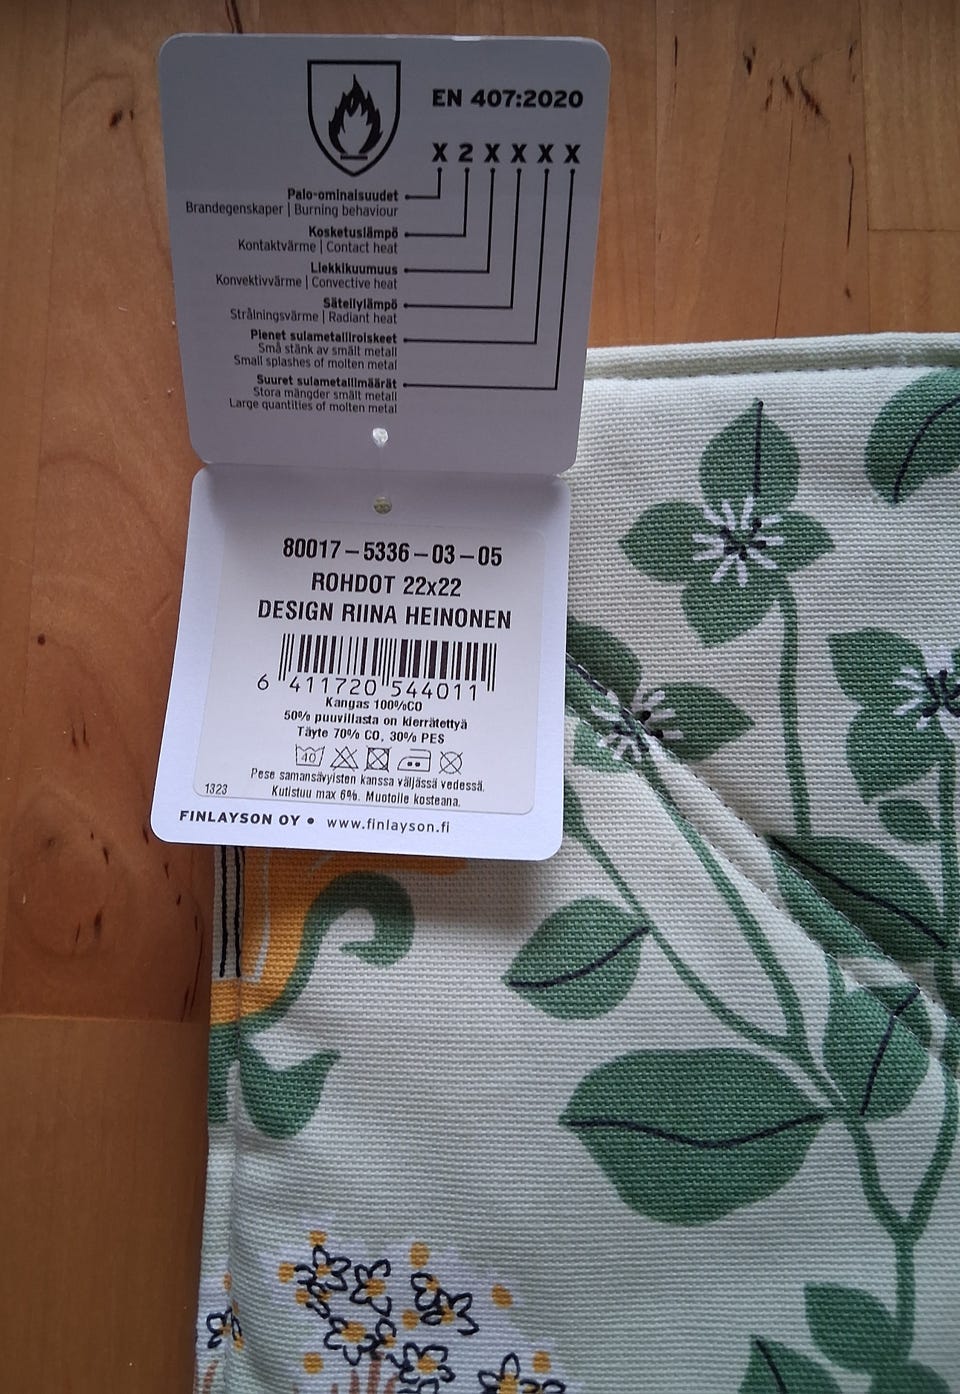 EN 407:2020
X 2 X X X X
Palo-ominaisuudet
Brandegenskaper | Burning behaviour
Kosketuslämpö
Kontaktvärme | Contact heat
Liekkikuumuus
Konvektivvärme | Convective heat
Säteilylämpö
Strålningsvärme | Radiant heat
Pienet sulametalliroiskeet
Små stänk av smält metall
Small splashes of molten metal
Suuret sulametallimäärät
Stora mängder smält metall
Large quantities of molten metal
80017-5336-03-05
ROHDOT 22x22
DESIGN RIINA HEINONEN
6 411720 544011
Kangas 100%CO
50% puuvillasta on kierrätettyä
Täyte 70% CO, 30% PES
40
Pese samansävyisten kanssa väljässä vedessä.
Kutistuu max 6%. Muotoile kosteana.
1323
FINLAYSON OY • www.finlayson.fi